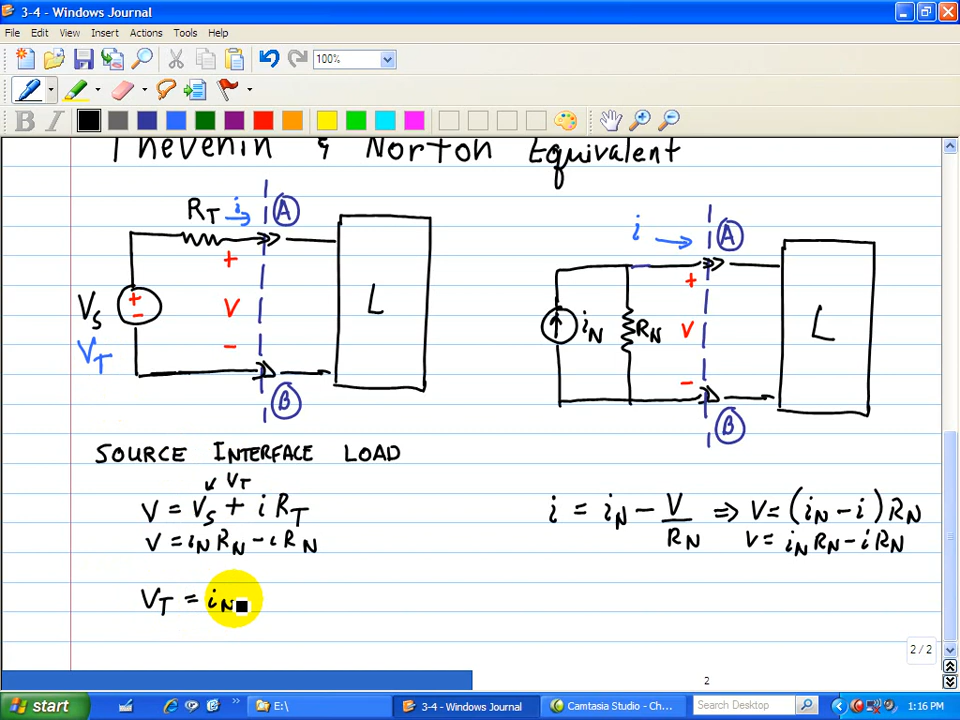 3-4 - Windows Journal
File Edit View Insert Actions Tools Help
100%
B I
Thevenin & Norton Equivalent
RT i A
VS + V - L
VT
B
i A
iN RN + V - L
B
SOURCE INTERFACE LOAD
↙ VT
V = VS + i RT
V = iN RN - i RN
i = iN - V/RN ⇒ V = (iN - i) RN
V = iN RN - i RN
VT = iN
2 / 2
2
start E:\ 3-4 - Windows Journal Camtasia Studio - Ch... Search Desktop 1:16 PM